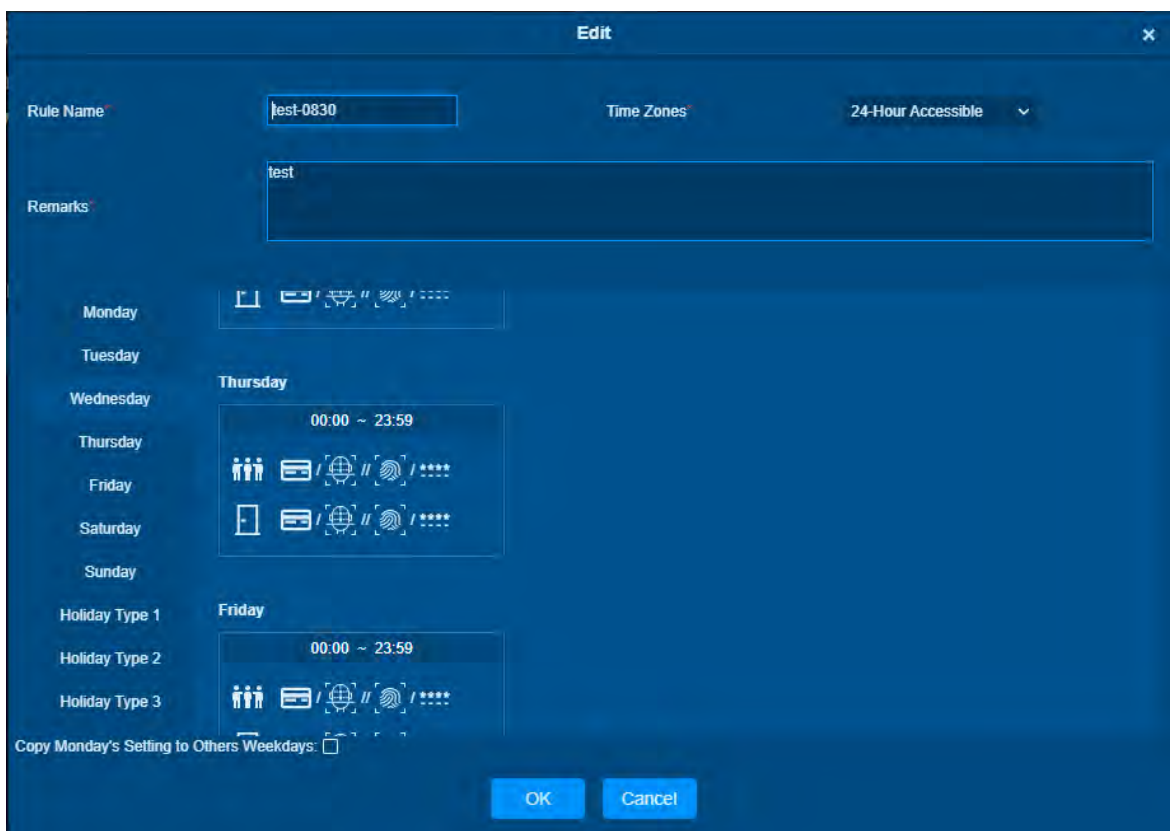 Edit
Rule Name*
test-0830
Time Zones*
24-Hour Accessible
Remarks*
test
Monday
Tuesday
Wednesday
Thursday
Friday
Saturday
Sunday
Holiday Type 1
Holiday Type 2
Holiday Type 3
/ // / ****
Thursday
00:00 ~ 23:59
/ // / ****
/ // / ****
Friday
00:00 ~ 23:59
/ // / ****
Copy Monday's Setting to Others Weekdays:
OK
Cancel